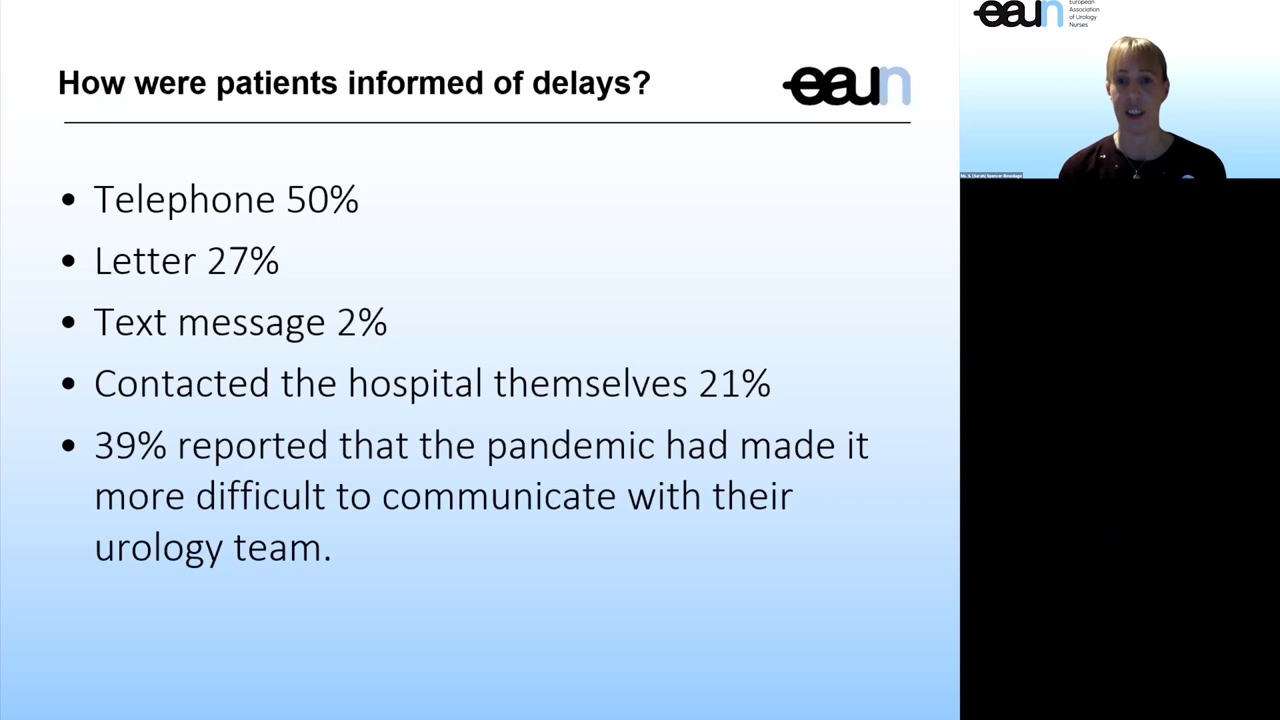 How were patients informed of delays?
eaun
• Telephone 50%
• Letter 27%
• Text message 2%
• Contacted the hospital themselves 21%
• 39% reported that the pandemic had made it
more difficult to communicate with their
urology team.
eaun
European
Association
of Urology
Nurses
Ms. S. (Sarah)